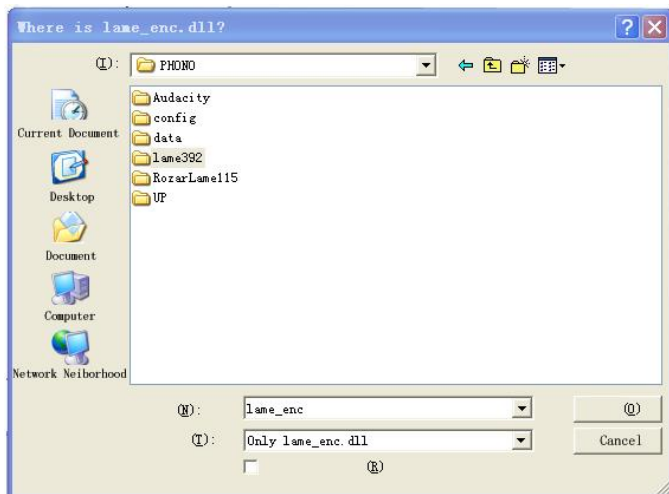 Where is lame_enc.dll?
(I): PHONO
Audacity
config
data
lame392
RozarLame115
UP
Current Document
Desktop
Document
Computer
Network Neiborhood
(N): lame_enc (O)
(T): Only lame_enc.dll Cancel
(R)